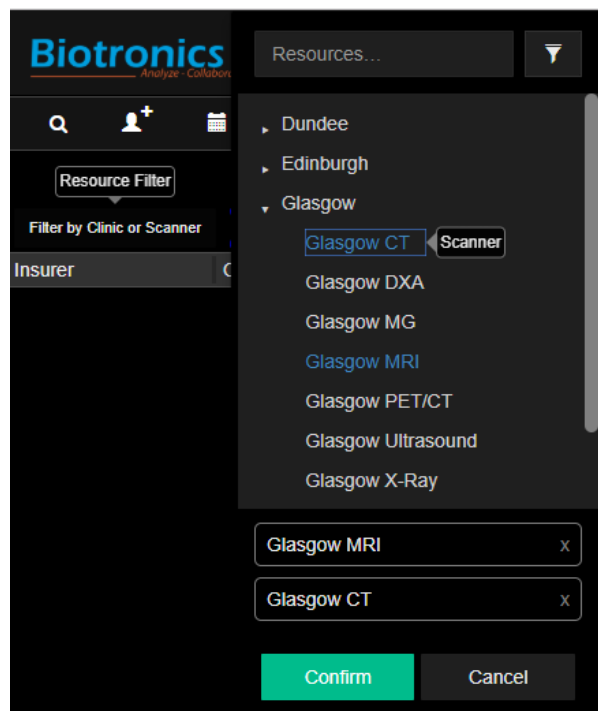 Biotronics
Analyze - Collabor
Resources...
Resource Filter
Filter by Clinic or Scanner
Insurer
Dundee
Edinburgh
Glasgow
Glasgow CT
Scanner
Glasgow DXA
Glasgow MG
Glasgow MRI
Glasgow PET/CT
Glasgow Ultrasound
Glasgow X-Ray
Glasgow MRI x
Glasgow CT x
Confirm Cancel